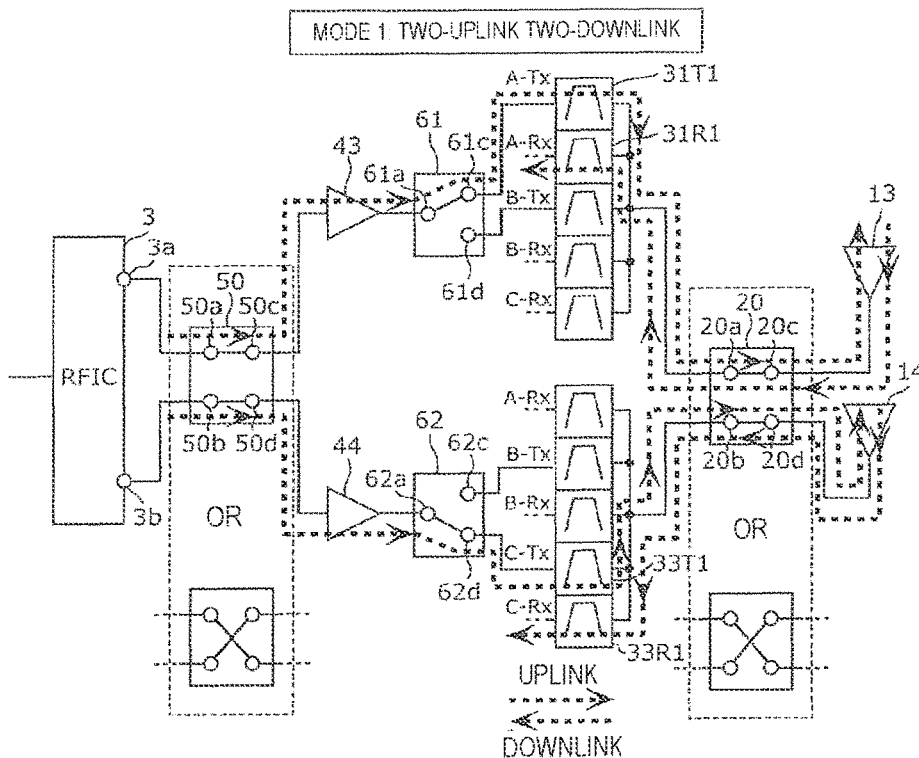 MODE 1: TWO-UPLINK TWO-DOWNLINK
A-Tx
31T1
A-Rx
31R1
61
61c
43
61a
B-Tx
B-Rx
61d
C-Rx
3
3a
50
50a
50c
RFIC
50b
50d
3b
OR
13
20
20a
20c
14
20b
20d
OR
A-Rx
B-Tx
62
62c
44
62a
B-Rx
C-Tx
33T1
62d
C-Rx
33R1
UPLINK
DOWNLINK